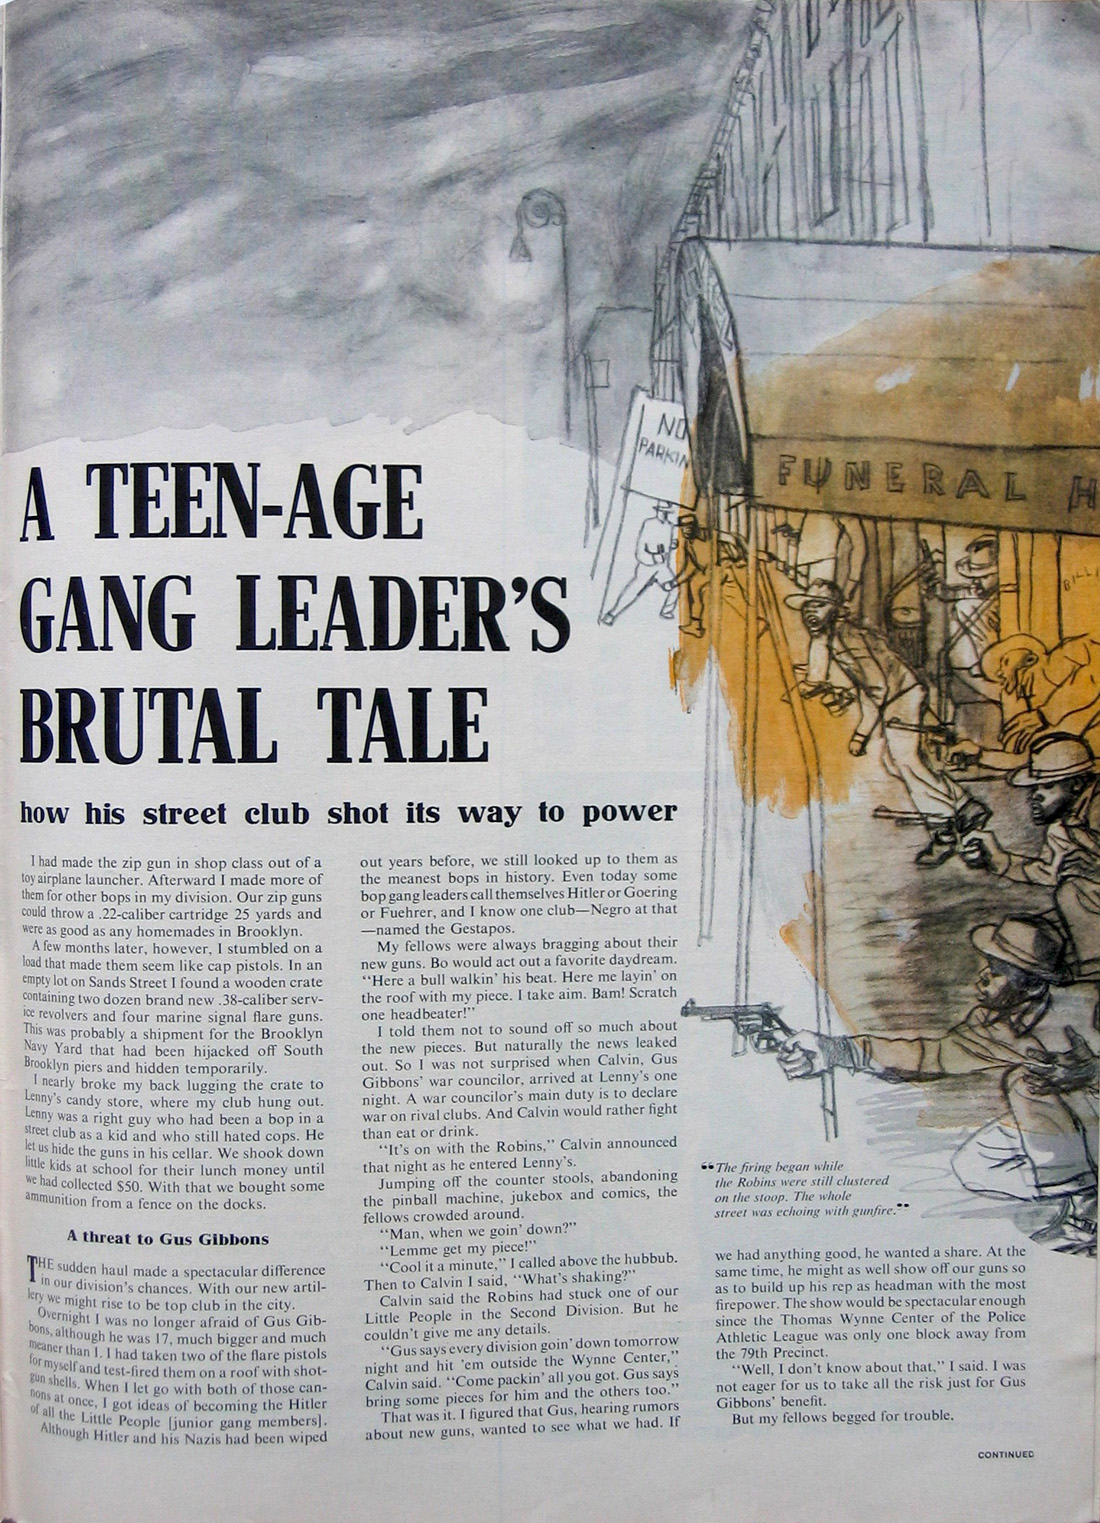 NO
PARKIN
FUNERAL H
BILLI
A TEEN-AGE
GANG LEADER'S
BRUTAL TALE
how his street club shot its way to power
I had made the zip gun in shop class out of a
toy airplane launcher. Afterward I made more of
them for other bops in my division. Our zip guns
could throw a .22-caliber cartridge 25 yards and
were as good as any homemades in Brooklyn.
A few months later, however, I stumbled on a
load that made them seem like cap pistols. In an
empty lot on Sands Street I found a wooden crate
containing two dozen brand new .38-caliber serv-
ice revolvers and four marine signal flare guns.
This was probably a shipment for the Brooklyn
Navy Yard that had been hijacked off South
Brooklyn piers and hidden temporarily.
I nearly broke my back lugging the crate to
Lenny's candy store, where my club hung out.
Lenny was a right guy who had been a bop in a
street club as a kid and who still hated cops. He
let us hide the guns in his cellar. We shook down
little kids at school for their lunch money until
we had collected $50. With that we bought some
ammunition from a fence on the docks.
A threat to Gus Gibbons
THE sudden haul made a spectacular difference
in our division's chances. With our new artil-
lery we might rise to be top club in the city.
Overnight I was no longer afraid of Gus Gib-
bons, although he was 17, much bigger and much
meaner than I. I had taken two of the flare pistols
for myself and test-fired them on a roof with shot-
gun shells. When I let go with both of those can-
nons at once, I got ideas of becoming the Hitler
of all the Little People [junior gang members].
Although Hitler and his Nazis had been wiped
out years before, we still looked up to them as
the meanest bops in history. Even today some
bop gang leaders call themselves Hitler or Goering
or Fuehrer, and I know one club—Negro at that
—named the Gestapos.
My fellows were always bragging about their
new guns. Bo would act out a favorite daydream.
"Here a bull walkin' his beat. Here me layin' on
the roof with my piece. I take aim. Bam! Scratch
one headbeater!"
I told them not to sound off so much about
the new pieces. But naturally the news leaked
out. So I was not surprised when Calvin, Gus
Gibbons' war councilor, arrived at Lenny's one
night. A war councilor's main duty is to declare
war on rival clubs. And Calvin would rather fight
than eat or drink.
"It's on with the Robins," Calvin announced
that night as he entered Lenny's.
Jumping off the counter stools, abandoning
the pinball machine, jukebox and comics, the
fellows crowded around.
"Man, when we goin' down?"
"Lemme get my piece!"
"Cool it a minute," I called above the hubbub.
Then to Calvin I said, "What's shaking?"
Calvin said the Robins had stuck one of our
Little People in the Second Division. But he
couldn't give me any details.
"Gus says every division goin' down tomorrow
night and hit 'em outside the Wynne Center,"
Calvin said. "Come packin' all you got. Gus says
bring some pieces for him and the others too."
That was it. I figured that Gus, hearing rumors
about new guns, wanted to see what we had. If
"The firing began while
the Robins were still clustered
on the stoop. The whole
street was echoing with gunfire."
we had anything good, he wanted a share. At the
same time, he might as well show off our guns so
as to build up his rep as headman with the most
firepower. The show would be spectacular enough
since the Thomas Wynne Center of the Police
Athletic League was only one block away from
the 79th Precinct.
"Well, I don't know about that," I said. I was
not eager for us to take all the risk just for Gus
Gibbons' benefit.
But my fellows begged for trouble.
CONTINUED